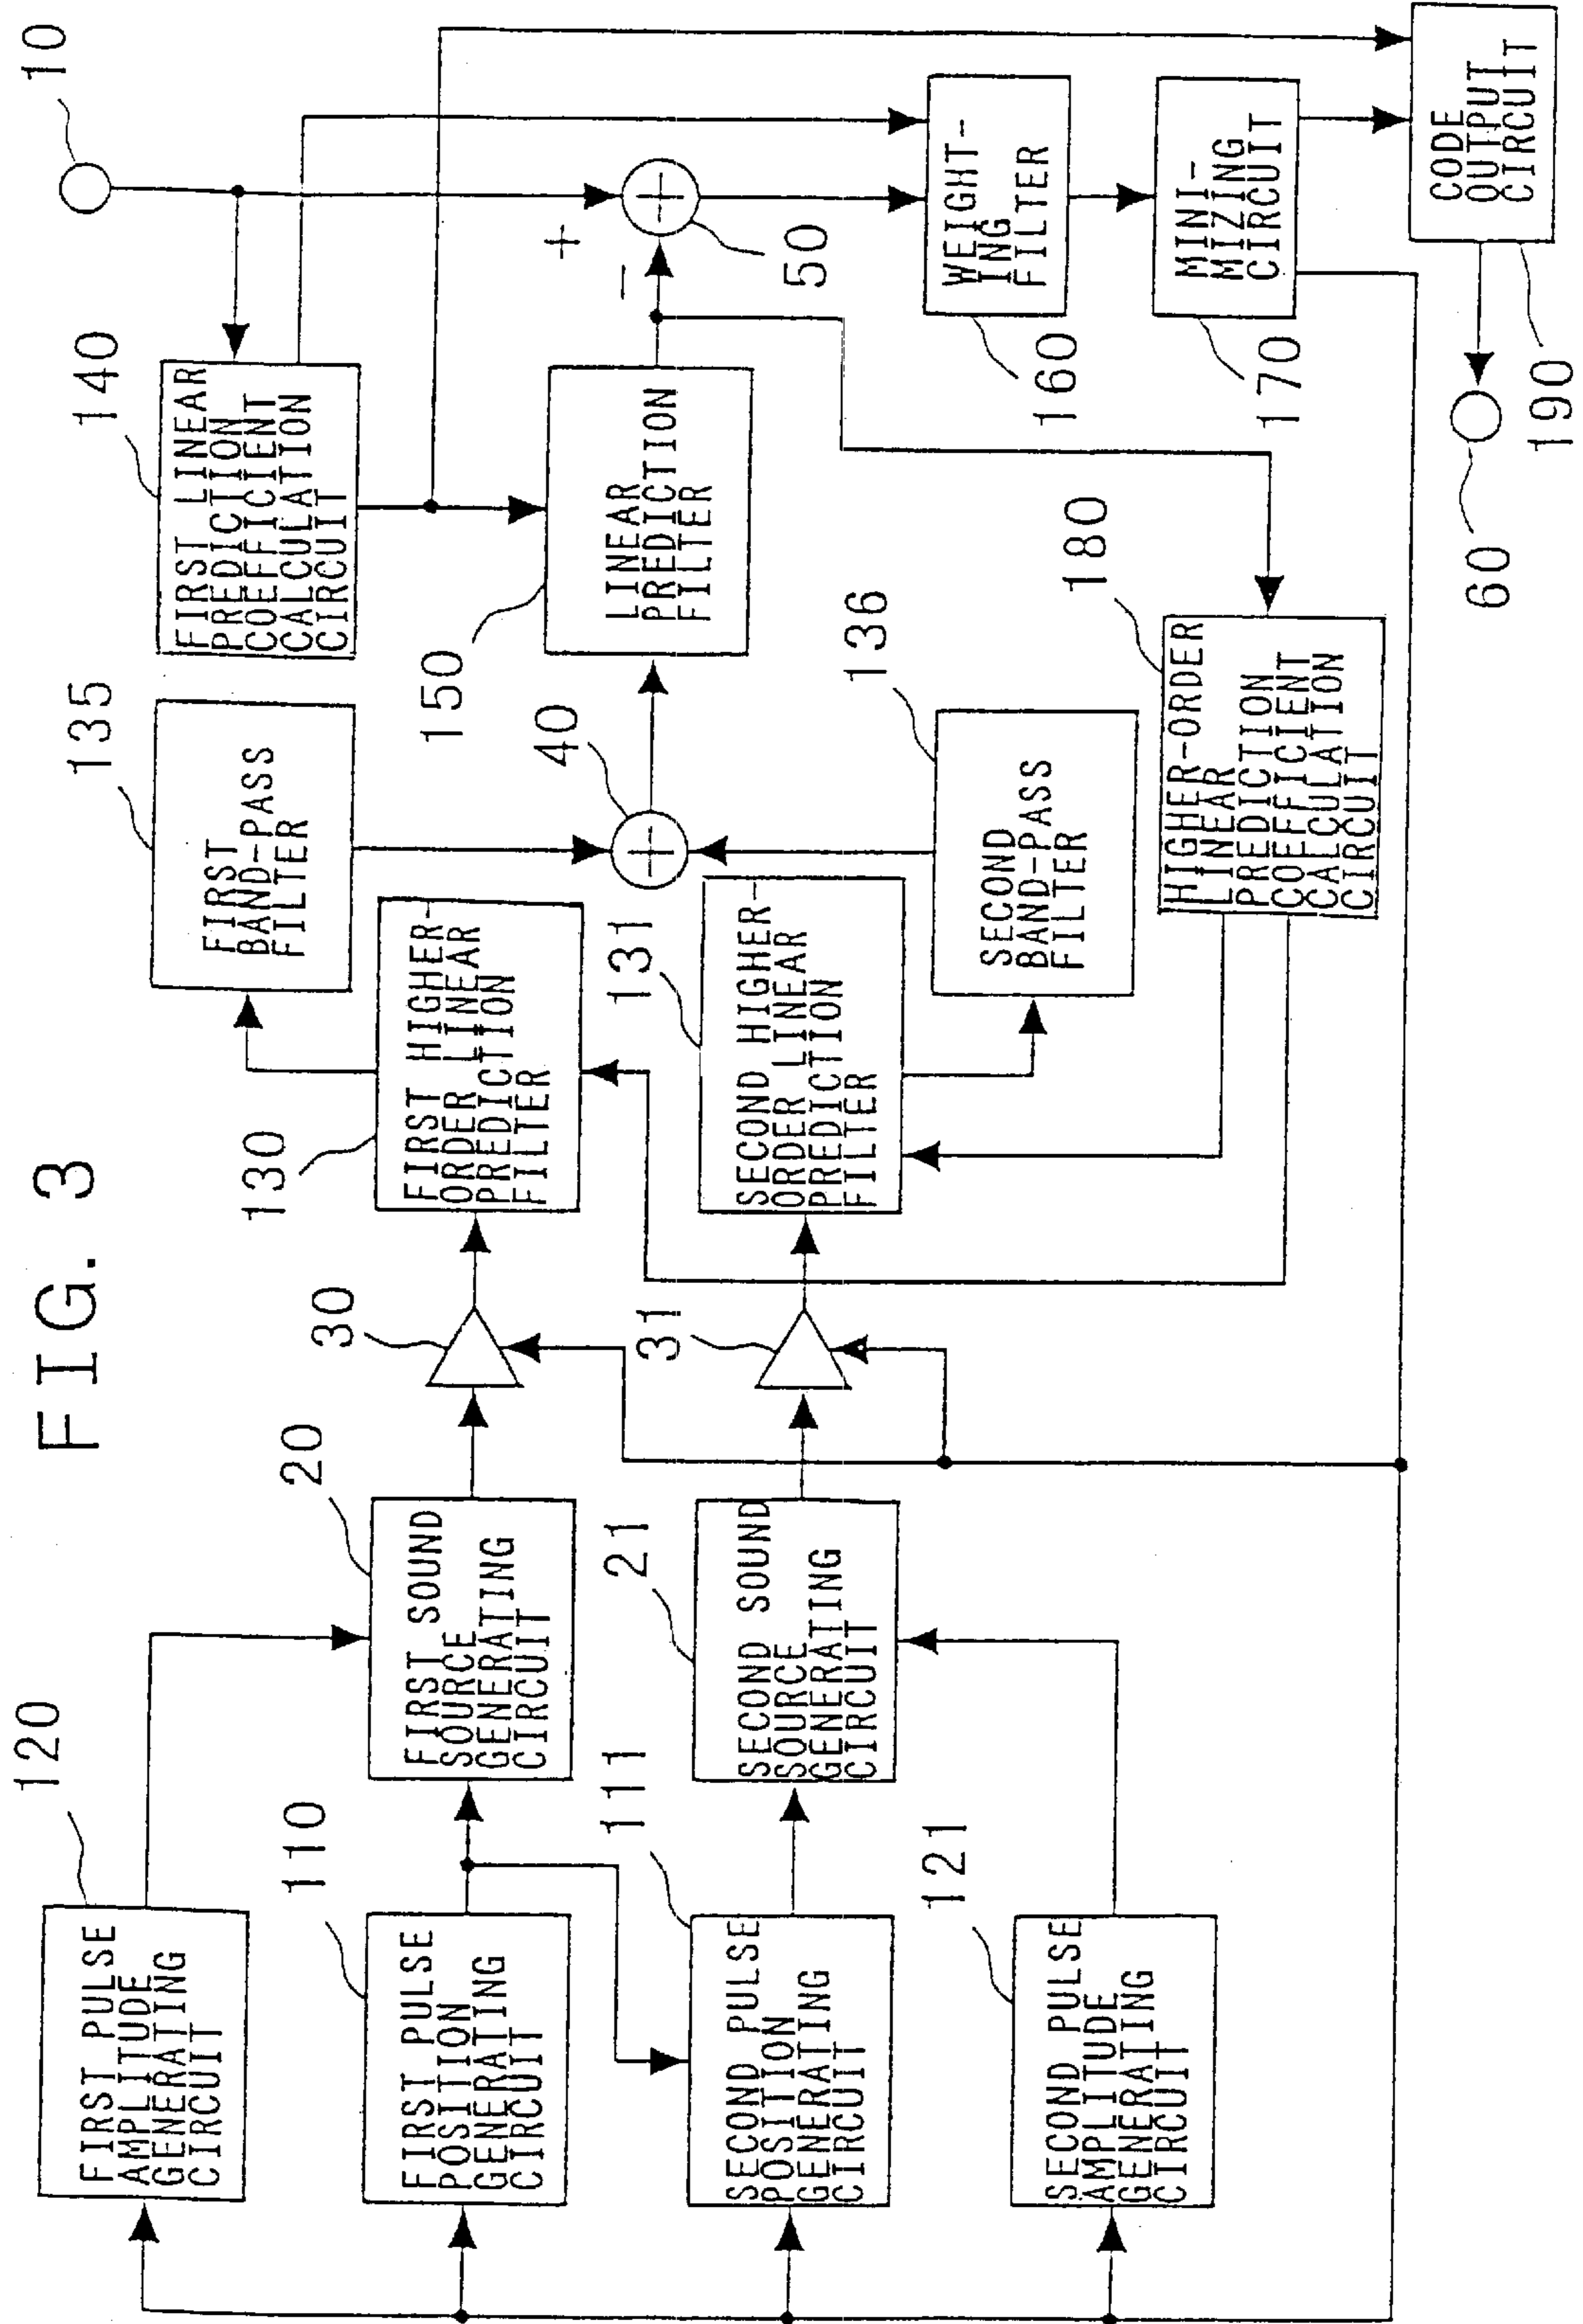 FIG. 3
120
FIRST PULSE
AMPLITUDE
GENERATING
CIRCUIT
110
FIRST PULSE
POSITION
GENERATING
CIRCUIT
111
SECOND PULSE
POSITION
GENERATING
CIRCUIT
121
SECOND PULSE
AMPLITUDE
GENERATING
CIRCUIT
20
FIRST SOUND
SOURCE
GENERATING
CIRCUIT
21
SECOND SOUND
SOURCE
GENERATING
CIRCUIT
30
31
130
FIRST HIGHER-
ORDER LINEAR
PREDICTION
FILTER
131
SECOND HIGHER-
ORDER LINEAR
PREDICTION
FILTER
135
FIRST
BAND-PASS
FILTER
40
+
136
SECOND
BAND-PASS
FILTER
140
FIRST LINEAR
PREDICTION
COEFFICIENT
CALCULATION
CIRCUIT
150
LINEAR
PREDICTION
FILTER
180
HIGHER-ORDER
LINEAR
PREDICTION
COEFFICIENT
CALCULATION
CIRCUIT
10
+
−
+
50
160
WEIGHT-
ING
FILTER
170
MINI-
MIZING
CIRCUIT
190
CODE
OUTPUT
CIRCUIT
60